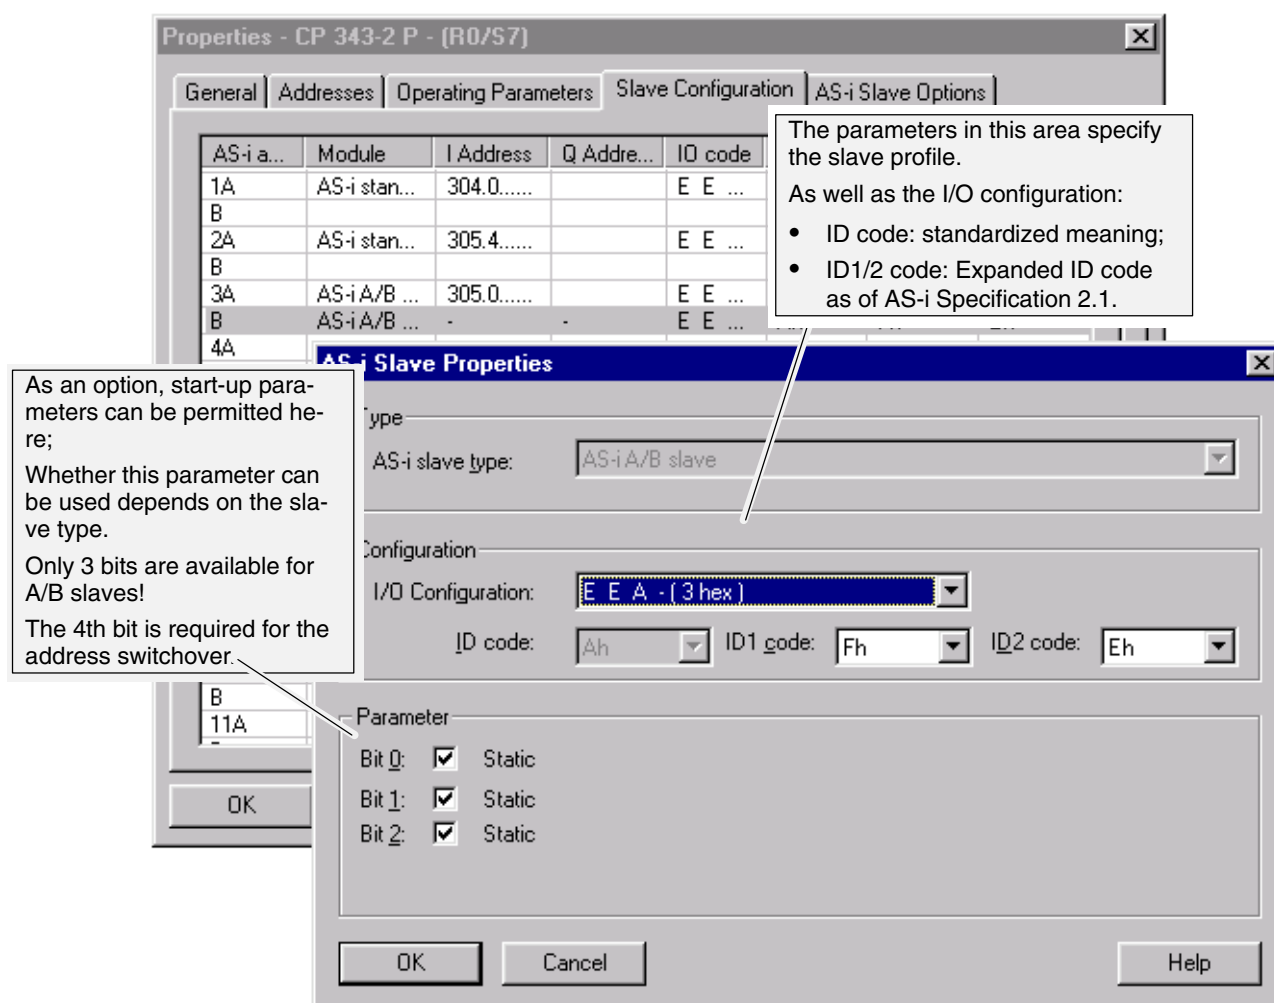 Properties - CP 343-2 P - (R0/S7)
General Addresses Operating Parameters Slave Configuration AS-i Slave Options
AS-i a... Module I Address Q Addre... IO code
1A AS-i stan... 304.0...... E E ...
B
2A AS-i stan... 305.4...... E E ...
B
3A AS-i A/B ... 305.0...... E E ...
B AS-i A/B ... - - E E ...
4A
The parameters in this area specify
the slave profile.
As well as the I/O configuration:
• ID code: standardized meaning;
• ID1/2 code: Expanded ID code
as of AS-i Specification 2.1.
As an option, start-up para-
meters can be permitted he-
re;
Whether this parameter can
be used depends on the sla-
ve type.
Only 3 bits are available for
A/B slaves!
The 4th bit is required for the
address switchover.
B
11A
OK
AS-i Slave Properties
Type
AS-i slave type: AS-i A/B slave
Configuration
I/O Configuration: E E A - ( 3 hex )
ID code: Ah ID1 code: Fh ID2 code: Eh
Parameter
Bit 0: Static
Bit 1: Static
Bit 2: Static
OK Cancel Help